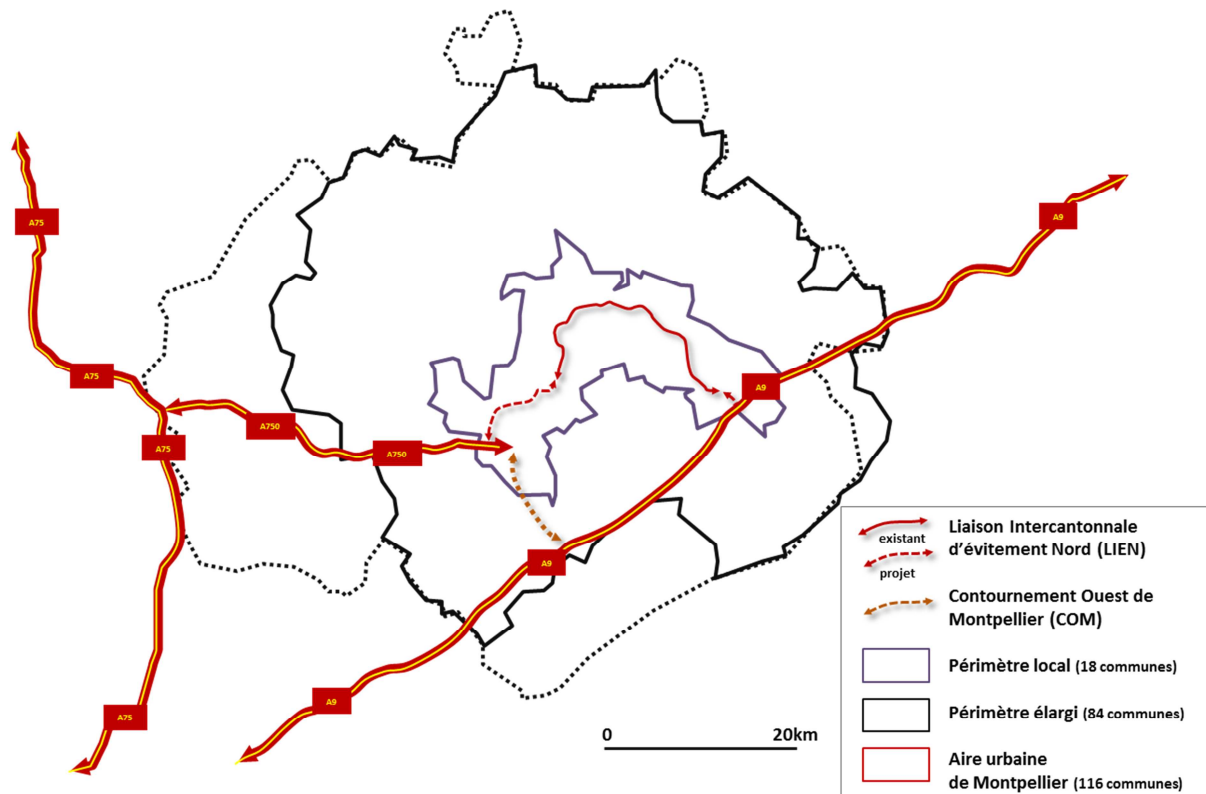 A75
A9
A75
A9
A750
A75
A750
A9
A9
A75
0
20km
existant
Liaison Intercantonnale
d'évitement Nord (LIEN)
projet
Contournement Ouest de
Montpellier (COM)
Périmètre local (18 communes)
Périmètre élargi (84 communes)
Aire urbaine
de Montpellier (116 communes)